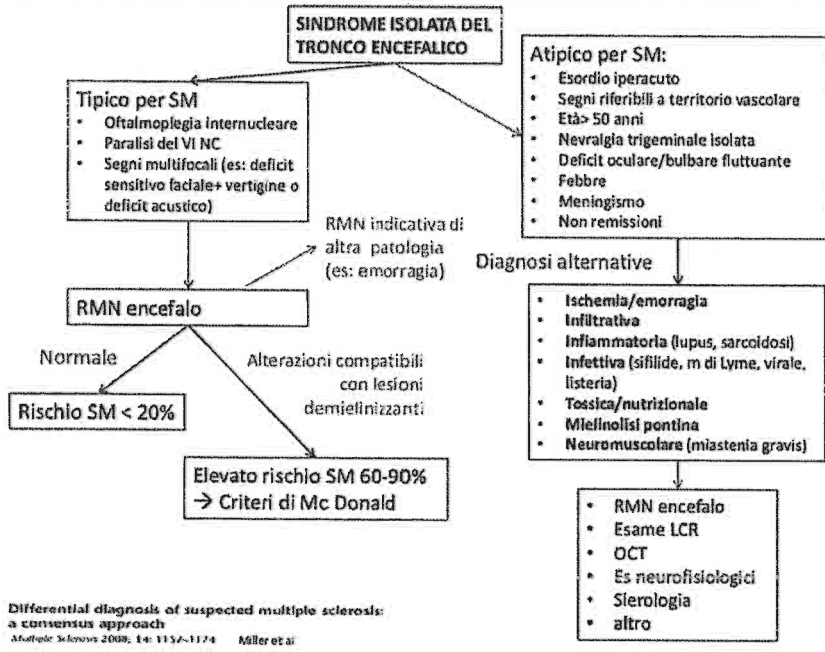 SINDROME ISOLATA DEL
TRONCO ENCEFALICO
Tipico per SM
• Oftalmoplegia internucleare
• Paralisi del VI NC
• Segni multifocali (es: deficit
sensitivo faciale+ vertigine o
deficit acustico)
RMN indicativa di
altra patologia
(es: emorragia)
RMN encefalo
Normale
Alterazioni compatibili
con lesioni
demielinizzanti
Rischio SM < 20%
Elevato rischio SM 60-90%
→ Criteri di Mc Donald
Atipico per SM:
• Esordio iperacuto
• Segni riferibili a territorio vascolare
• Età> 50 anni
• Nevralgia trigeminale isolata
• Deficit oculare/bulbare fluttuante
• Febbre
• Meningismo
• Non remissioni
Diagnosi alternative
• Ischemia/emorragia
• Infiltrativa
• Infiammatoria (lupus, sarcoidosi)
• Infettiva (sifilide, m di Lyme, virale,
listeria)
• Tossica/nutrizionale
• Mielinolisi pontina
• Neuromuscolare (miastenia gravis)
• RMN encefalo
• Esame LCR
• OCT
• Es neurofisiologici
• Sierologia
• altro
Differential diagnosis of suspected multiple sclerosis:
a consensus approach
Multiple Sclerosis 2008; 14: 1157-1174 Miller et al